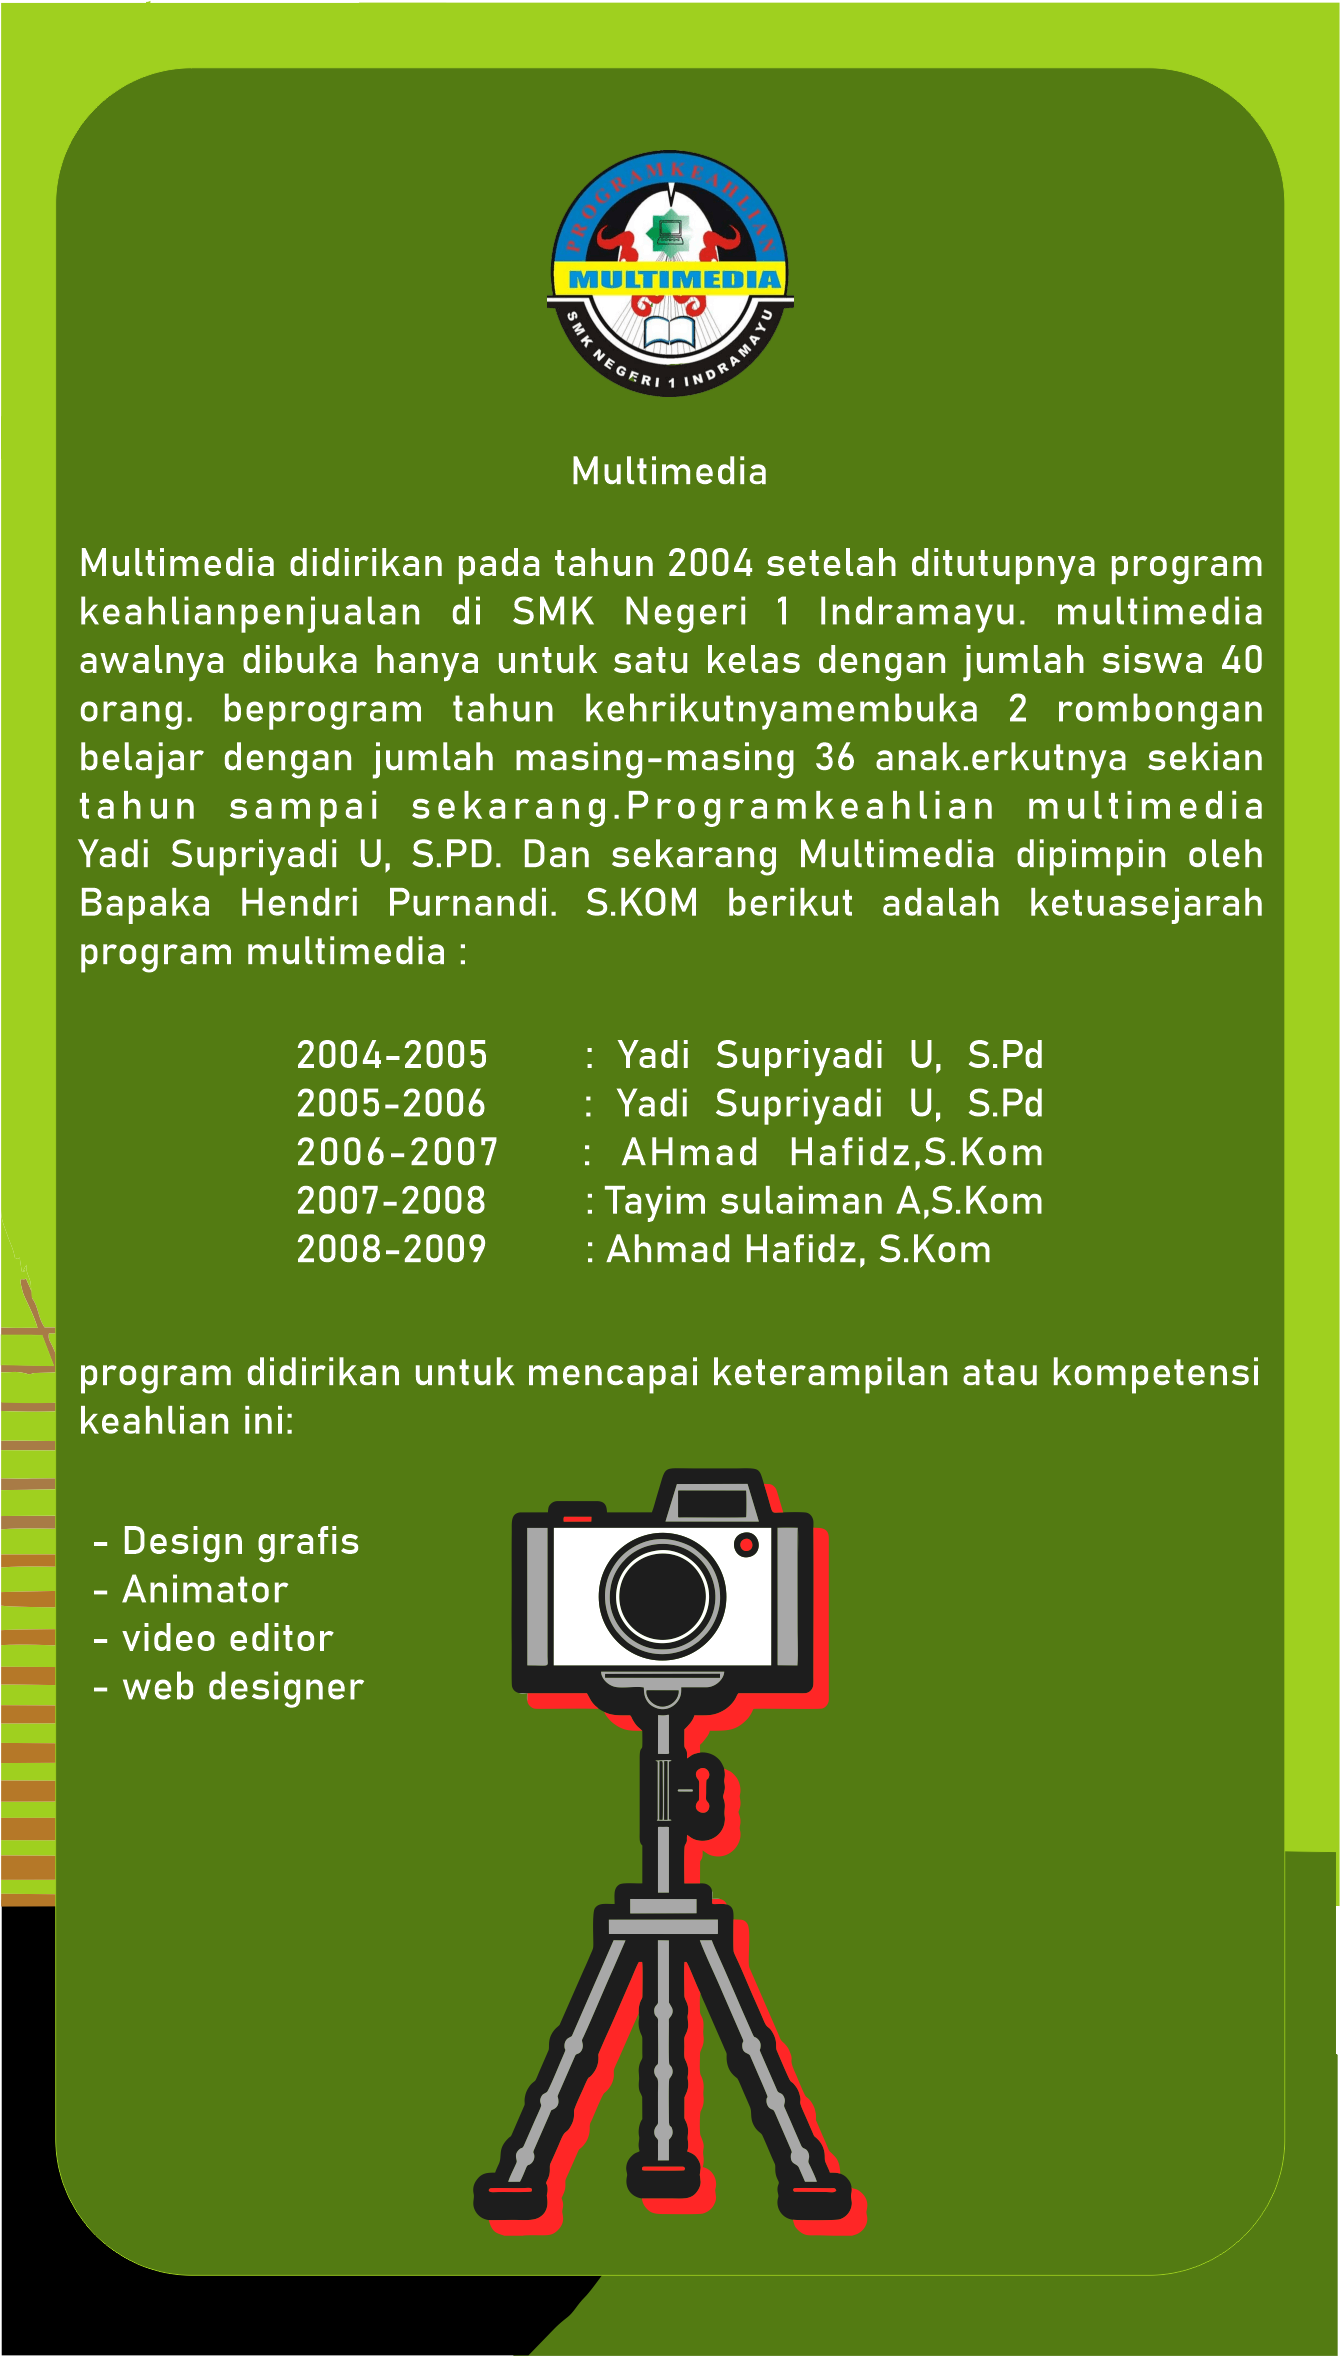 PROGRAM KEAHLIAN
MULTIMEDIA
SMK NEGERI 1 INDRAMAYU
Multimedia
Multimedia didirikan pada tahun 2004 setelah ditutupnya program
keahlianpenjualan di SMK Negeri 1 Indramayu. multimedia
awalnya dibuka hanya untuk satu kelas dengan jumlah siswa 40
orang. beprogram tahun kehrikutnyamembuka 2 rombongan
belajar dengan jumlah masing-masing 36 anak.erkutnya sekian
tahun sampai sekarang.Programkeahlian multimedia
Yadi Supriyadi U, S.PD. Dan sekarang Multimedia dipimpin oleh
Bapaka Hendri Purnandi. S.KOM berikut adalah ketuasejarah
program multimedia :
2004-2005 : Yadi Supriyadi U, S.Pd
2005-2006 : Yadi Supriyadi U, S.Pd
2006-2007 : AHmad Hafidz,S.Kom
2007-2008 : Tayim sulaiman A,S.Kom
2008-2009 : Ahmad Hafidz, S.Kom
program didirikan untuk mencapai keterampilan atau kompetensi
keahlian ini:
- Design grafis
- Animator
- video editor
- web designer